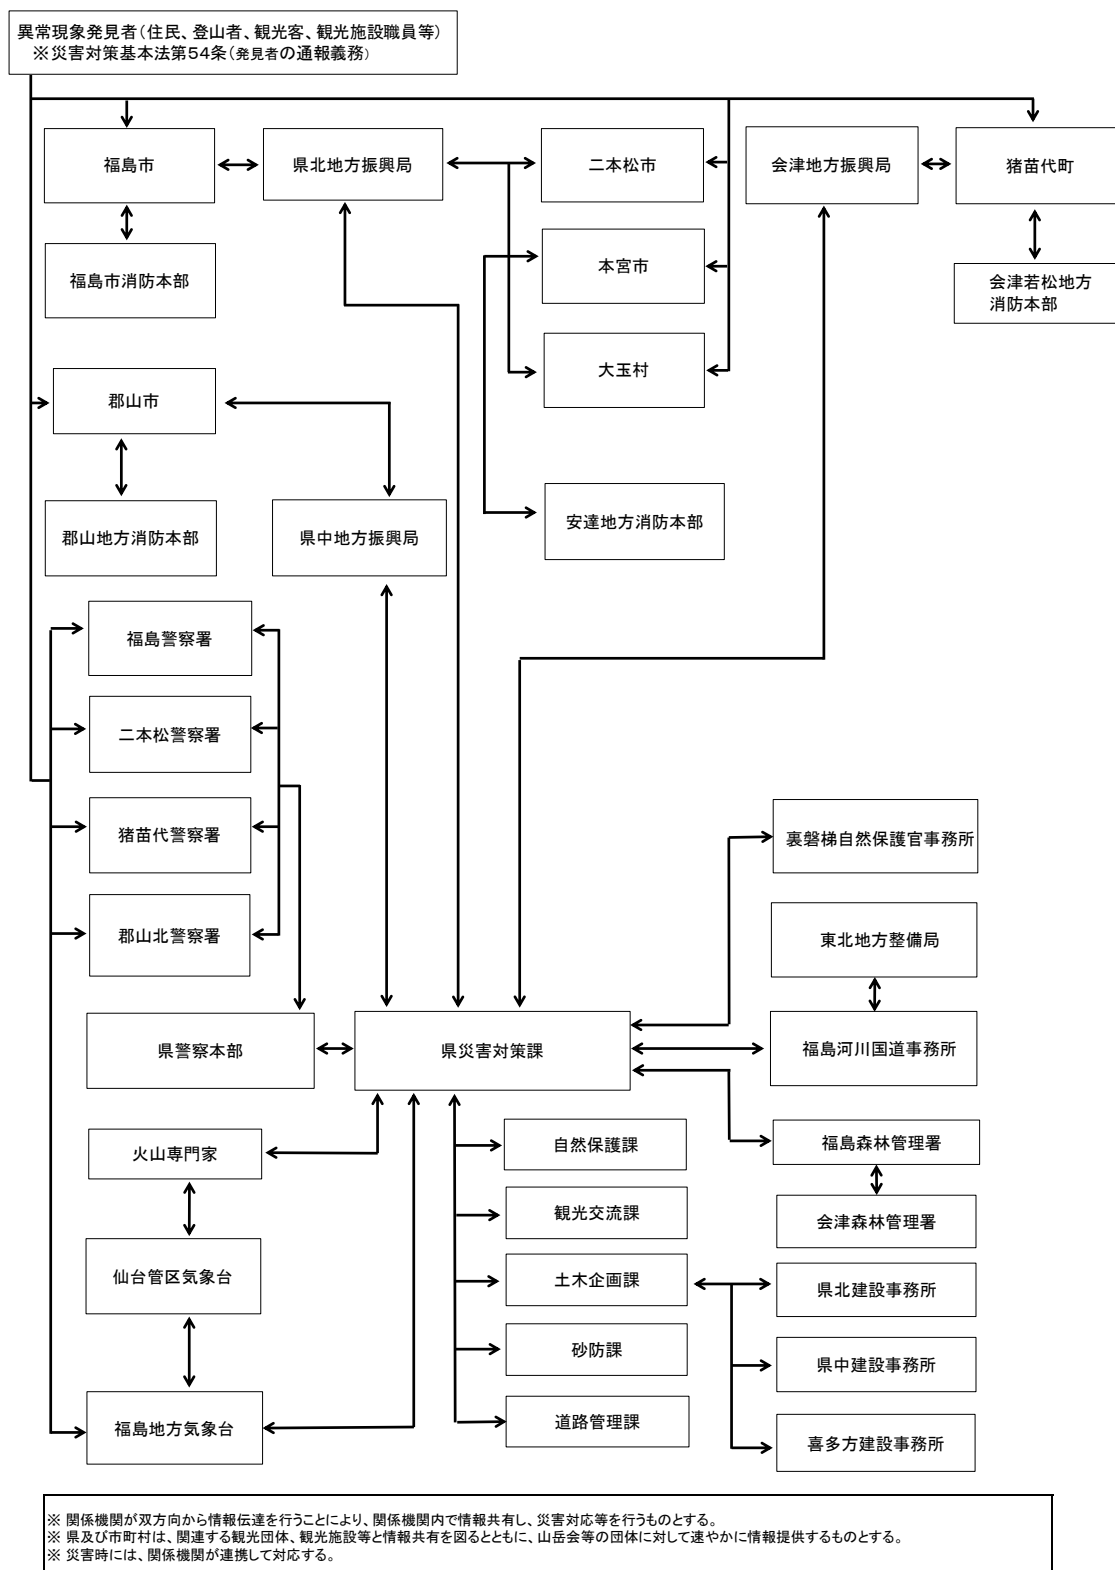 異常現象発見者(住民、登山者、観光客、観光施設職員等)
※災害対策基本法第54条(発見者の通報義務)
福島市
県北地方振興局
二本松市
会津地方振興局
猪苗代町
福島市消防本部
本宮市
会津若松地方
消防本部
大玉村
郡山市
郡山地方消防本部
県中地方振興局
安達地方消防本部
福島警察署
二本松警察署
猪苗代警察署
郡山北警察署
裏磐梯自然保護官事務所
東北地方整備局
県警察本部
県災害対策課
福島河川国道事務所
火山専門家
自然保護課
福島森林管理署
観光交流課
会津森林管理署
仙台管区気象台
土木企画課
県北建設事務所
砂防課
県中建設事務所
福島地方気象台
道路管理課
喜多方建設事務所
※ 関係機関が双方向から情報伝達を行うことにより、関係機関内で情報共有し、災害対応等を行うものとする。
※ 県及び市町村は、関連する観光団体、観光施設等と情報共有を図るとともに、山岳会等の団体に対して速やかに情報提供するものとする。
※ 災害時には、関係機関が連携して対応する。